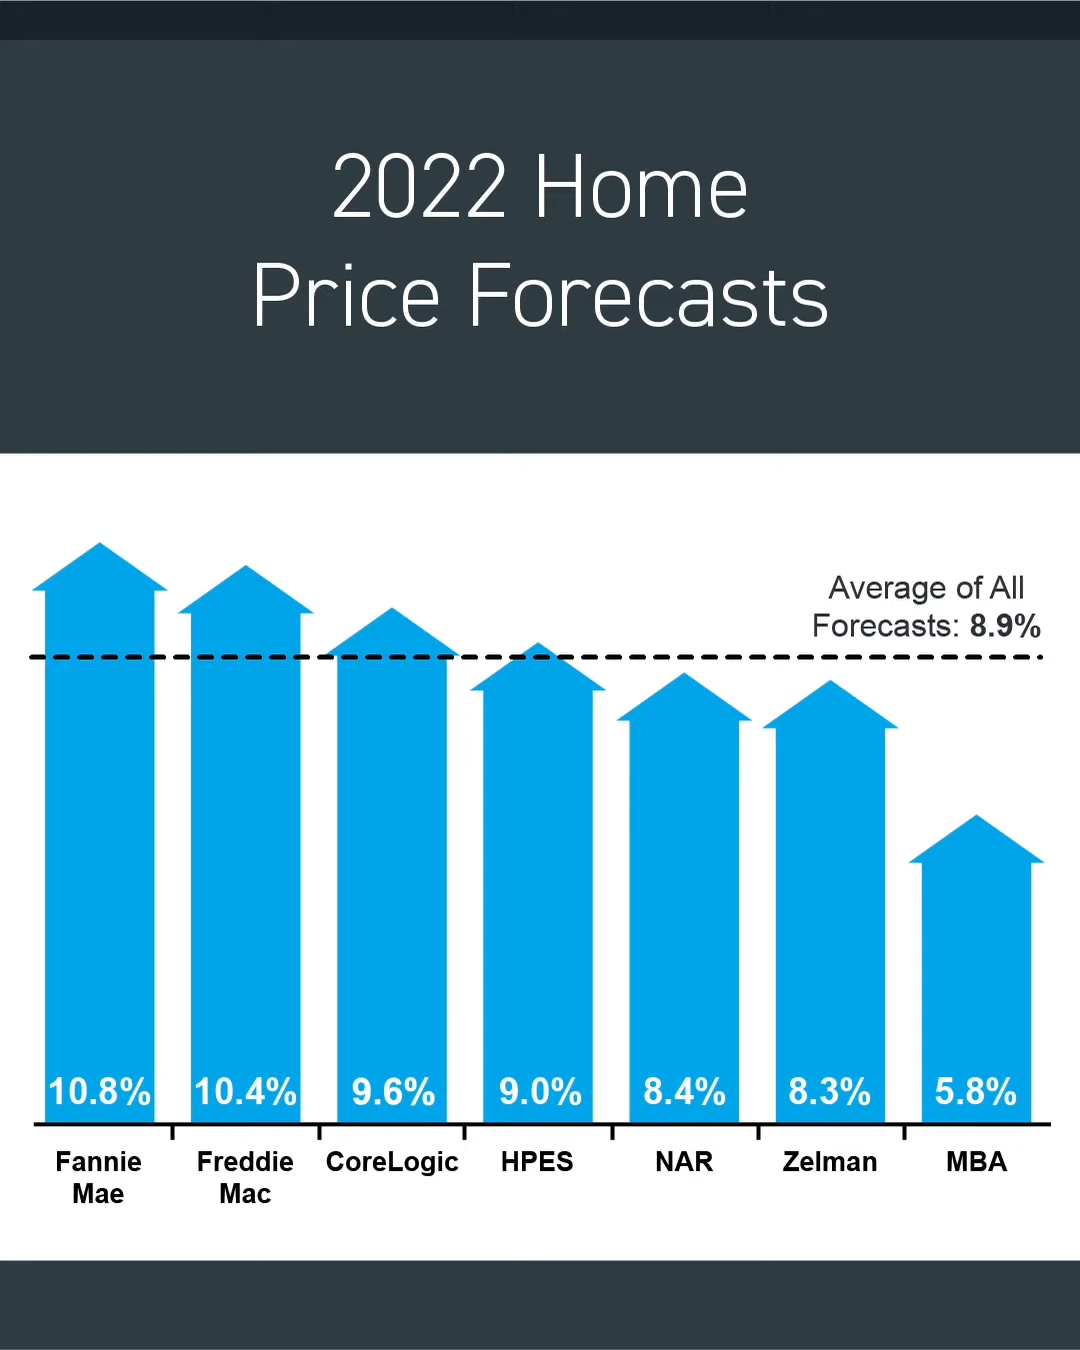 2022 Home
Price Forecasts
Average of All
Forecasts: 8.9%
10.8%
10.4%
9.6%
9.0%
8.4%
8.3%
5.8%
Fannie
Mae
Freddie
Mac
CoreLogic
HPES
NAR
Zelman
MBA